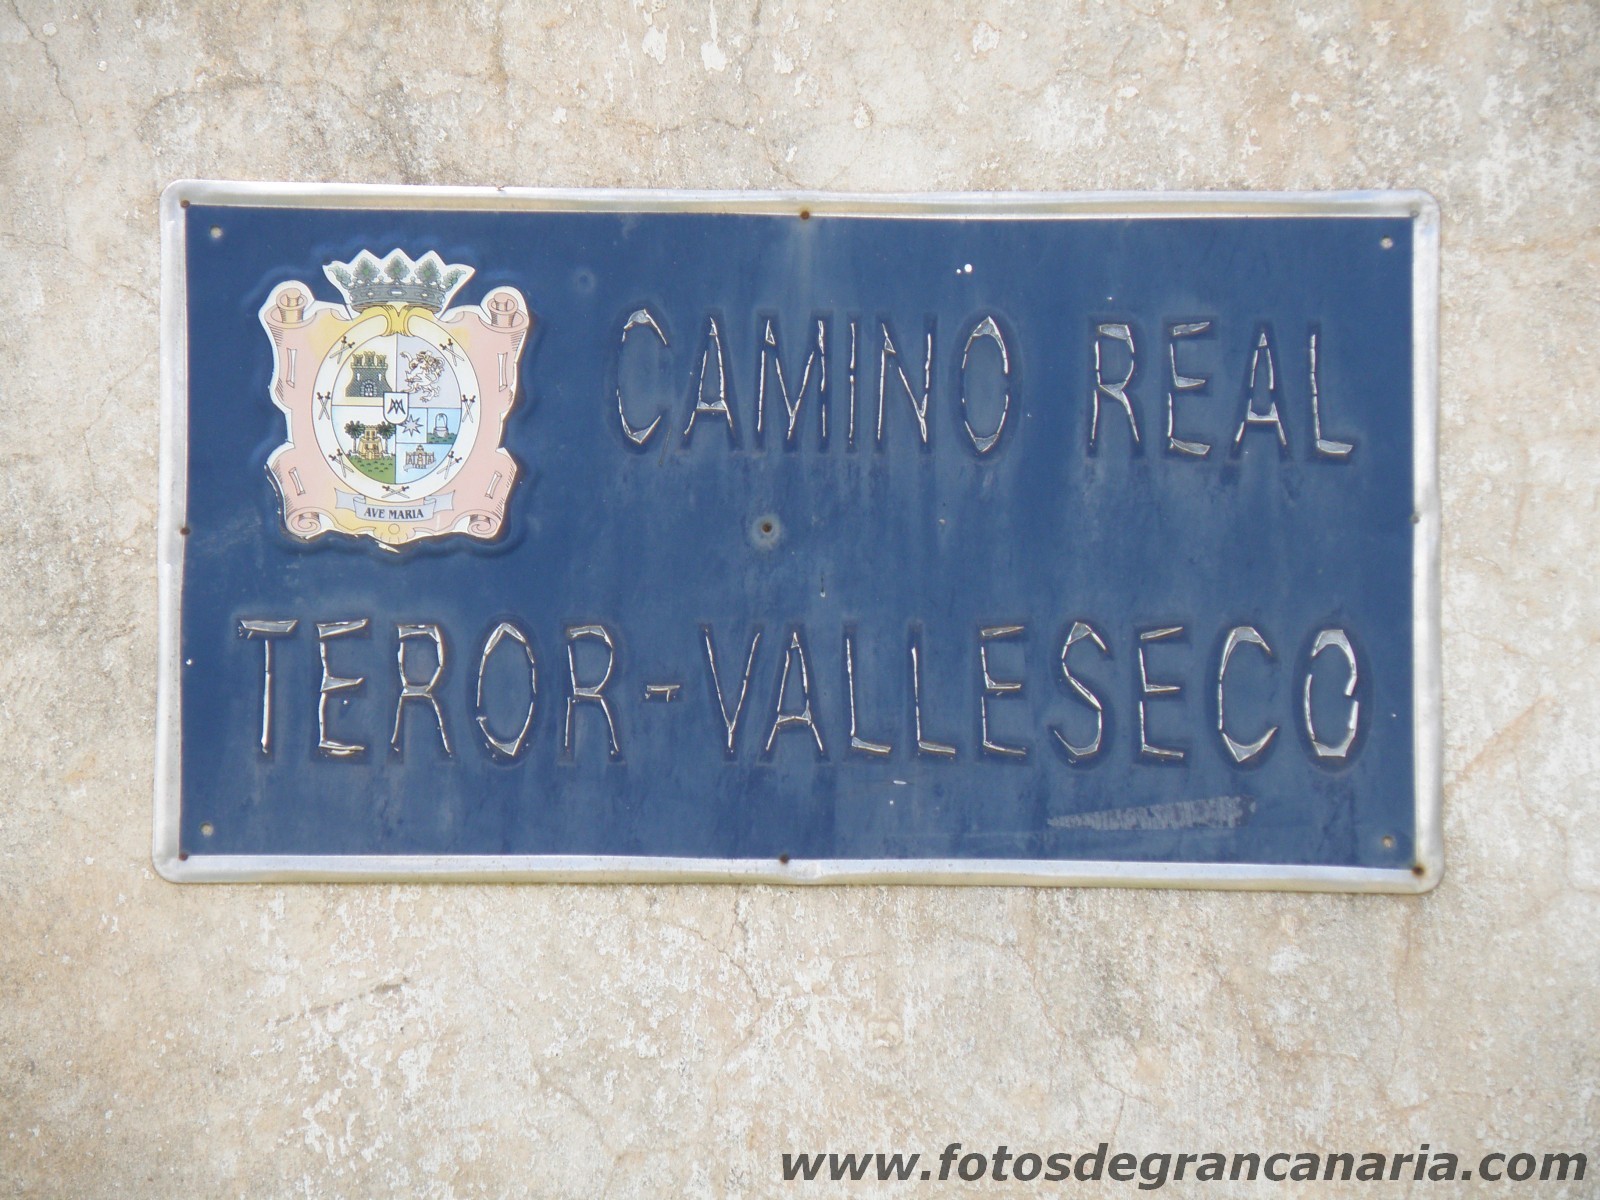 CAMINO REAL
AVE MARIA
TEROR-VALLESECO
www.fotosdegrancanaria.com